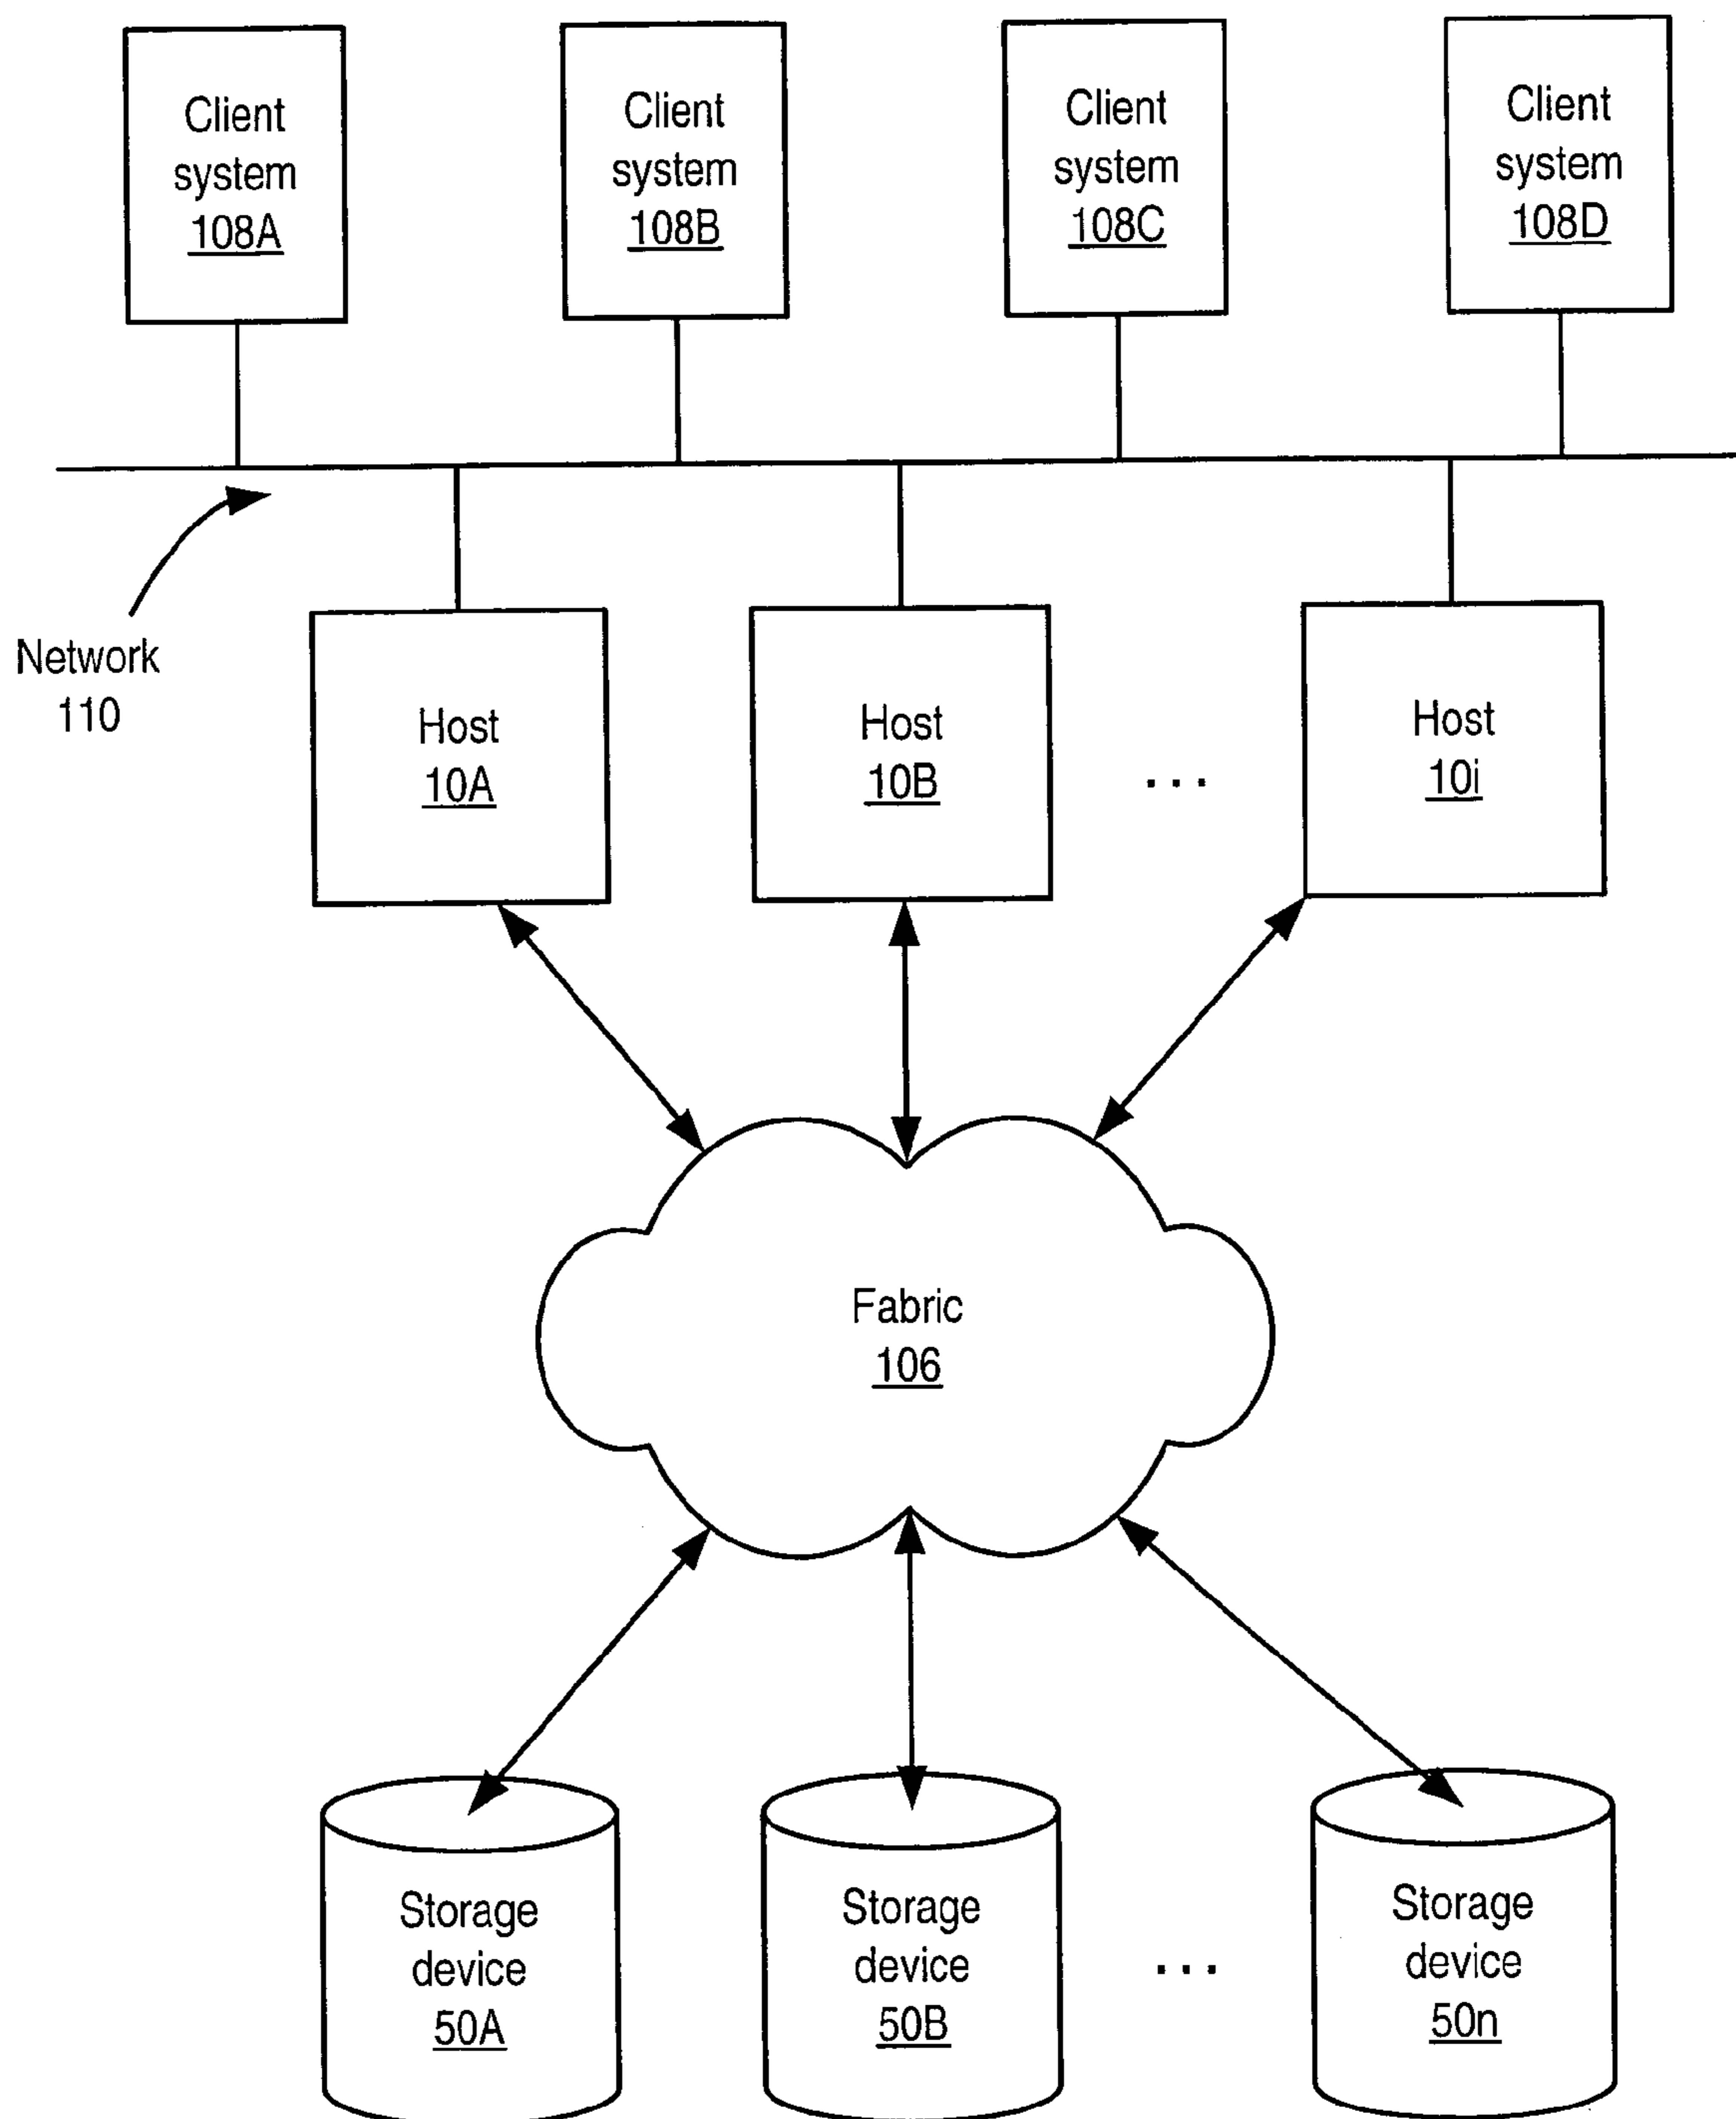 Client
system
108A
Client
system
108B
Client
system
108C
Client
system
108D
Network
110
Host
10A
Host
10B
...
Host
10i
Fabric
106
Storage
device
50A
Storage
device
50B
...
Storage
device
50n